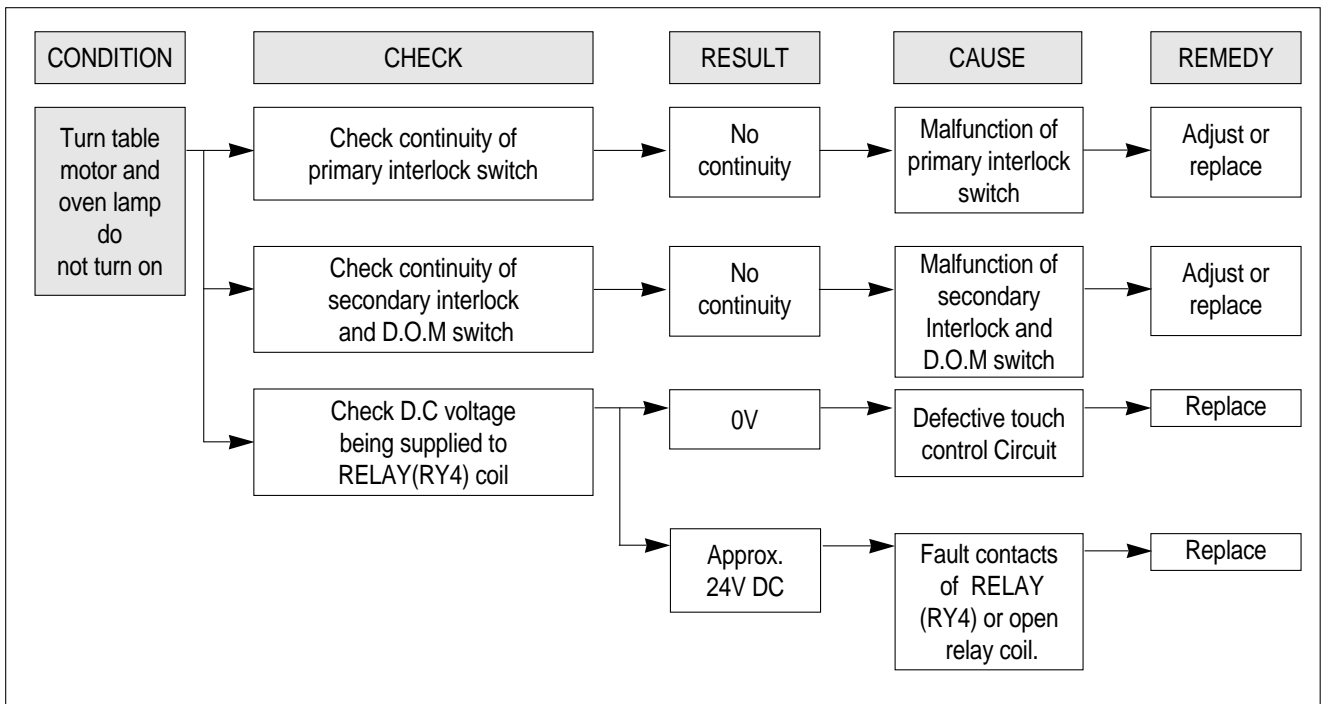 CONDITION
CHECK
RESULT
CAUSE
REMEDY
Turn table
motor and
oven lamp
do
not turn on
Check continuity of
primary interlock switch
No
continuity
Malfunction of
primary interlock
switch
Adjust or
replace
Check continuity of
secondary interlock
and D.O.M switch
No
continuity
Malfunction of
secondary
Interlock and
D.O.M switch
Adjust or
replace
Check D.C voltage
being supplied to
RELAY(RY4) coil
0V
Defective touch
control Circuit
Replace
Approx.
24V DC
Fault contacts
of RELAY
(RY4) or open
relay coil.
Replace